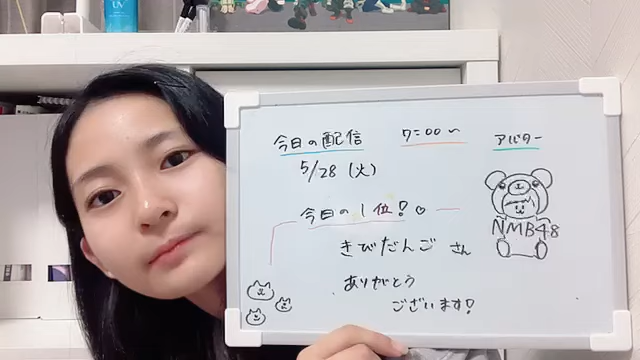 UV
今日の配信 7:00〜 アバター
5/28 (火)
今日の1位!♡
きびだんご さん
ありがとう
ございます!
NMB48